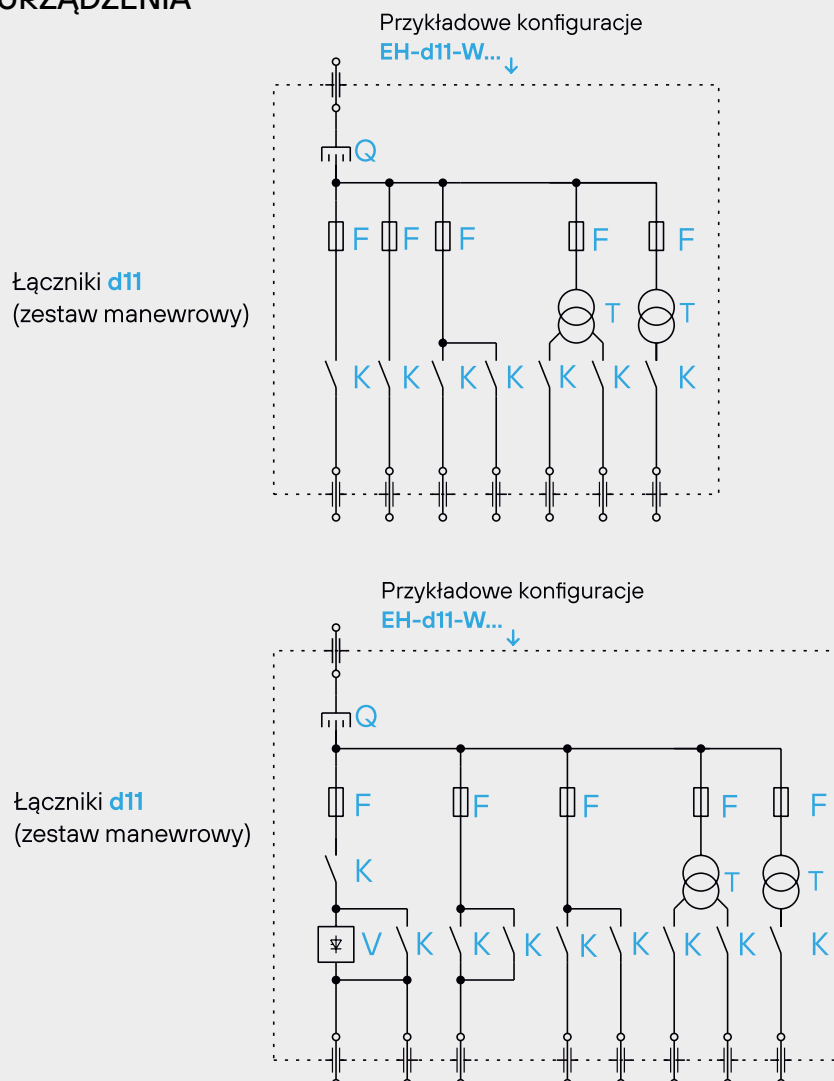 URZĄDZENIA
Przykładowe konfiguracje
EH-d11-W...
Q
F F F F F
Łączniki d11
(zestaw manewrowy)
T T
K K K K K K K
Przykładowe konfiguracje
EH-d11-W...
Q
Łączniki d11
(zestaw manewrowy)
F F F F F
K
T T
V K K K K K K K